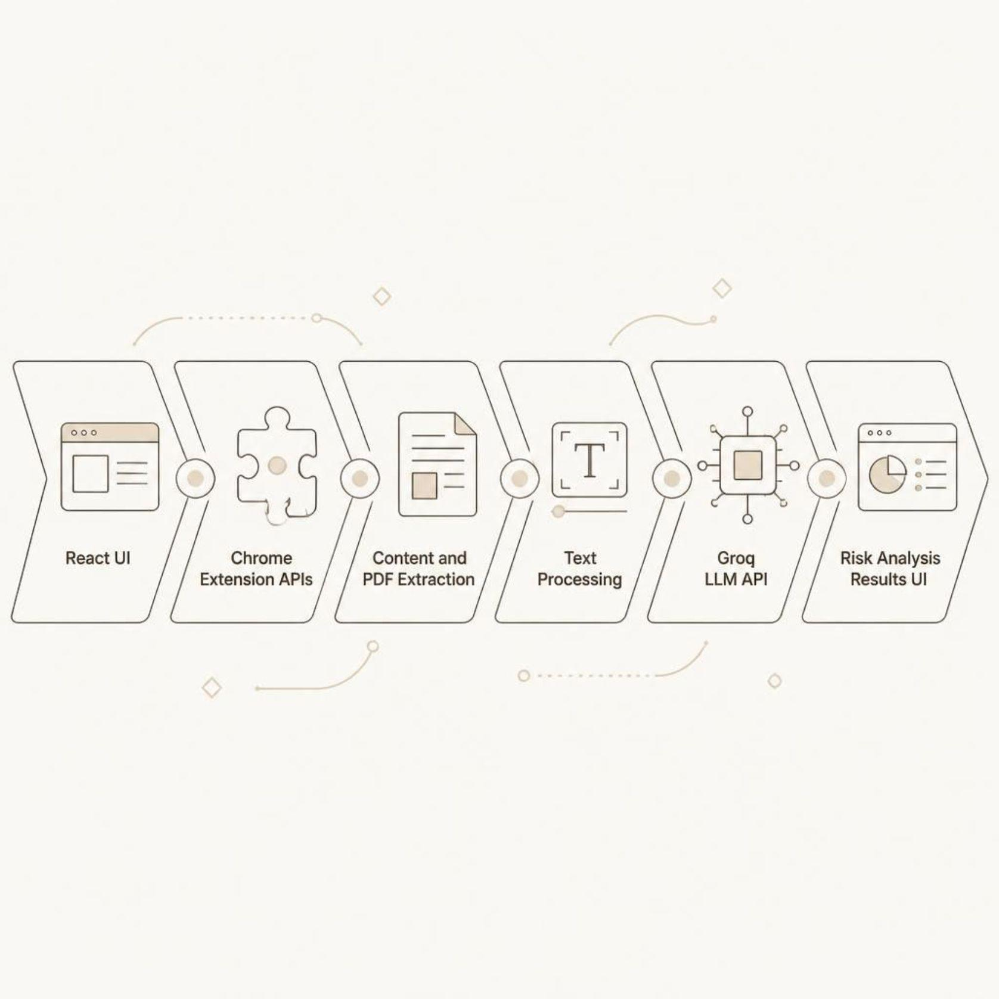 React UI
Chrome
Extension APIs
Content and
PDF Extraction
T
Text
Processing
Groq
LLM API
Risk Analysis
Results UI